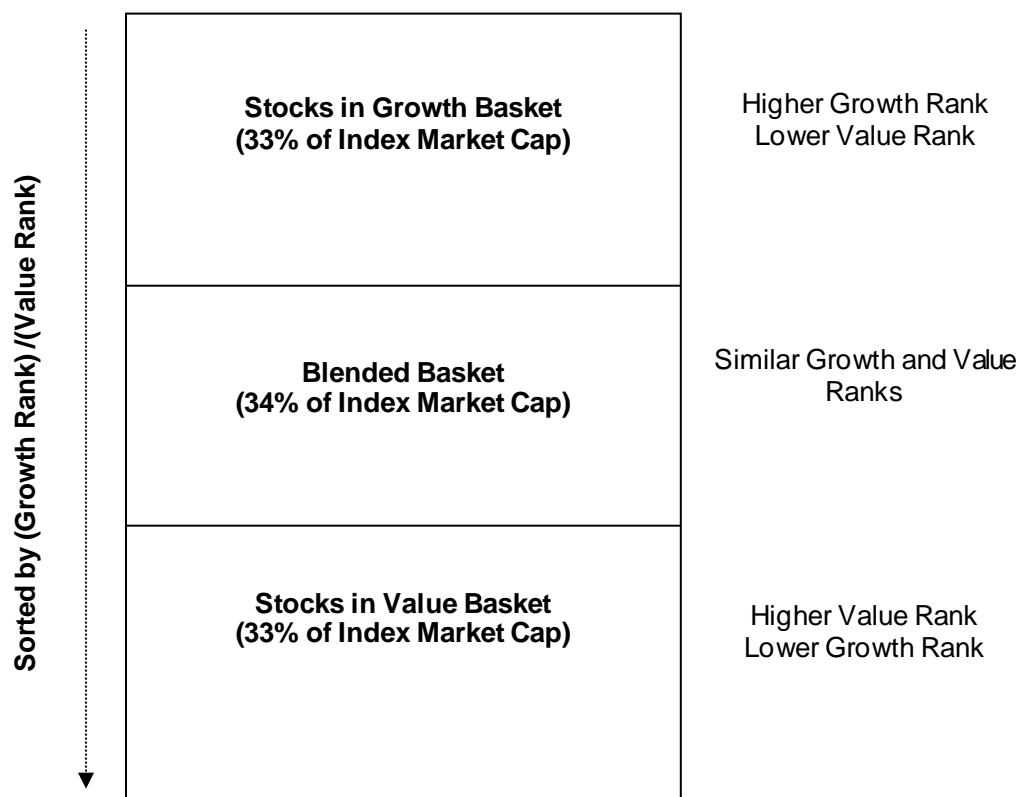 Sorted by (Growth Rank) /(Value Rank)
Stocks in Growth Basket
(33% of Index Market Cap)
Higher Growth Rank
Lower Value Rank
Blended Basket
(34% of Index Market Cap)
Similar Growth and Value
Ranks
Stocks in Value Basket
(33% of Index Market Cap)
Higher Value Rank
Lower Growth Rank